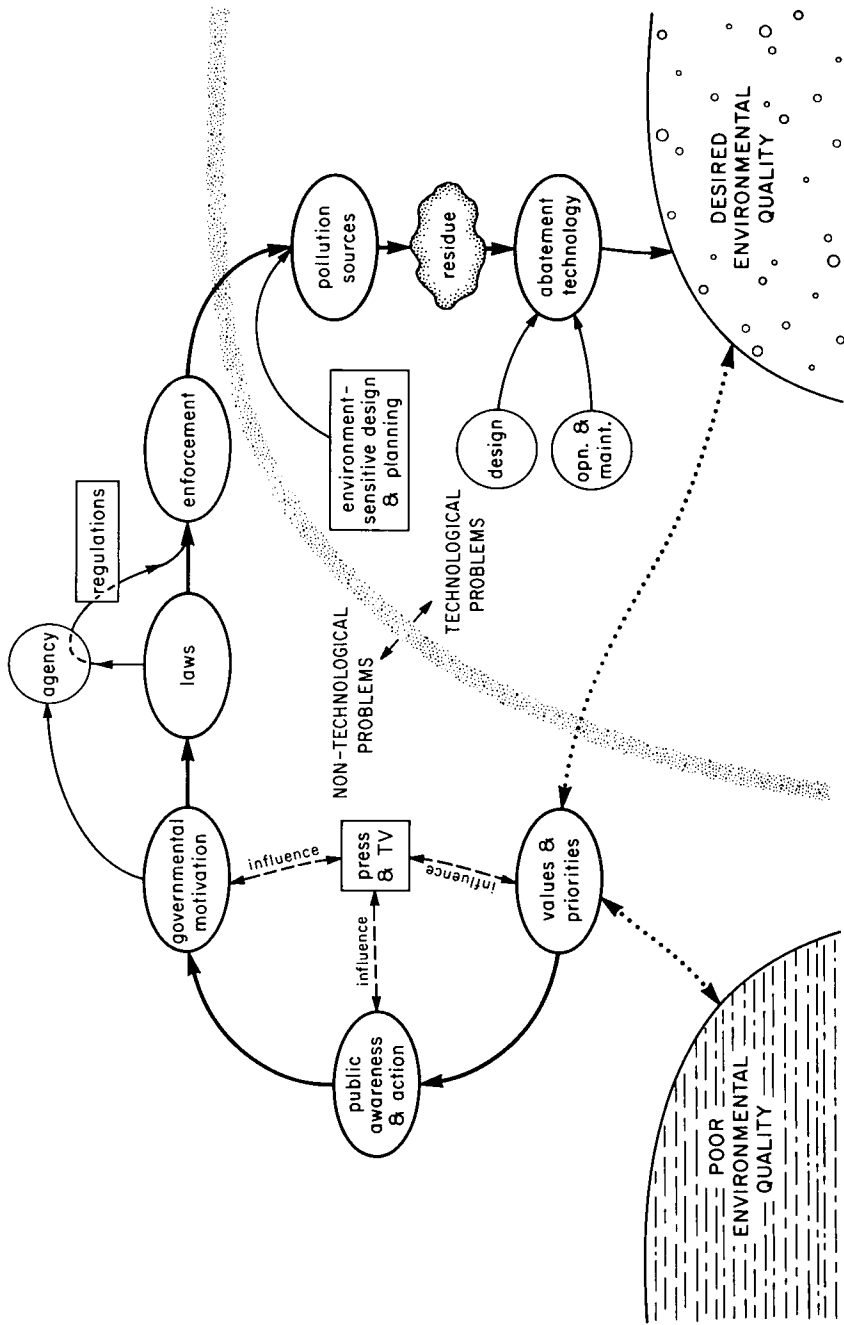 agency
regulations
governmental
motivation
laws
enforcement
influence
public
awareness
& action
influence
press
& TV
influence
values &
priorities
NON-TECHNOLOGICAL
PROBLEMS
TECHNOLOGICAL
PROBLEMS
environment-
sensitive design
& planning
pollution
sources
residue
design
opn. &
maint.
abatement
technology
POOR
ENVIRONMENTAL
QUALITY
DESIRED
ENVIRONMENTAL
QUALITY